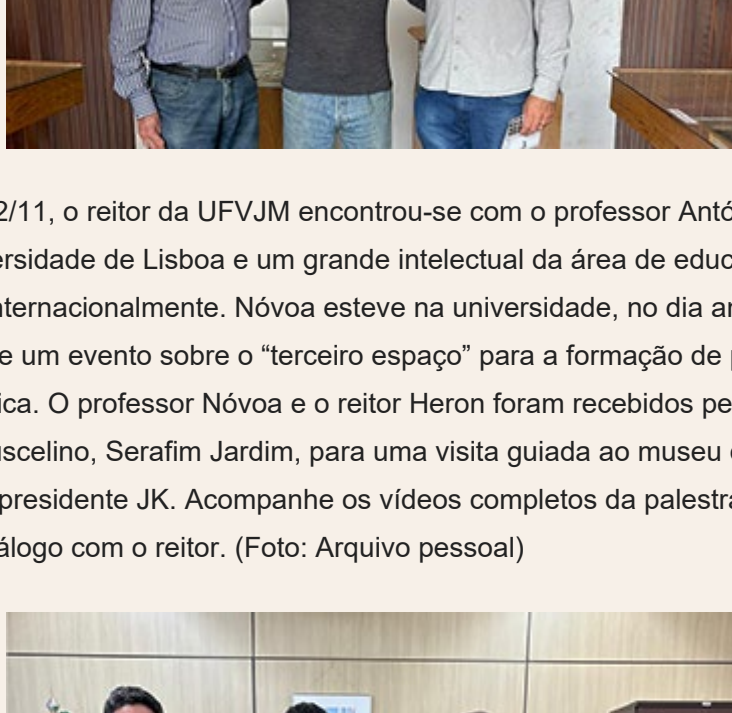 2/11, o reitor da UFVJM encontrou-se com o professor Antó
ersidade de Lisboa e um grande intelectual da área de educ
nternacionalmente. Nóvoa esteve na universidade, no dia an
e um evento sobre o “terceiro espaço” para a formação de p
ica. O professor Nóvoa e o reitor Heron foram recebidos pe
uscelino, Serafim Jardim, para uma visita guiada ao museu
presidente JK. Acompanhe os vídeos completos da palestra
álogo com o reitor. (Foto: Arquivo pessoal)